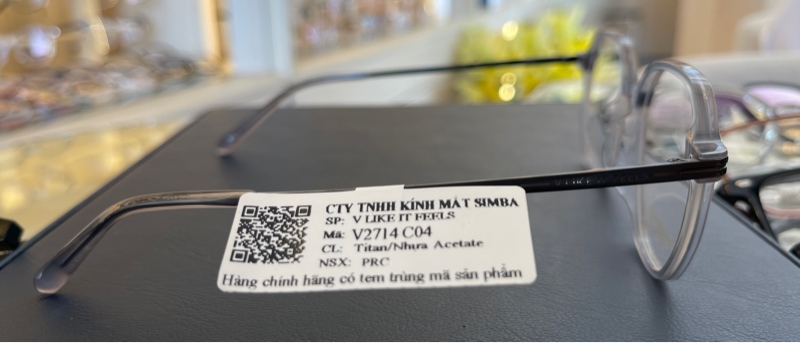 CTY TNHH KÍNH MẮT SIMBA
SP: V LIKE IT FEELS
Mã: V2714 C04
CL: Titan/Nhựa Acetate
NSX: PRC
Hàng chính hãng có tem trùng mã sản phẩm